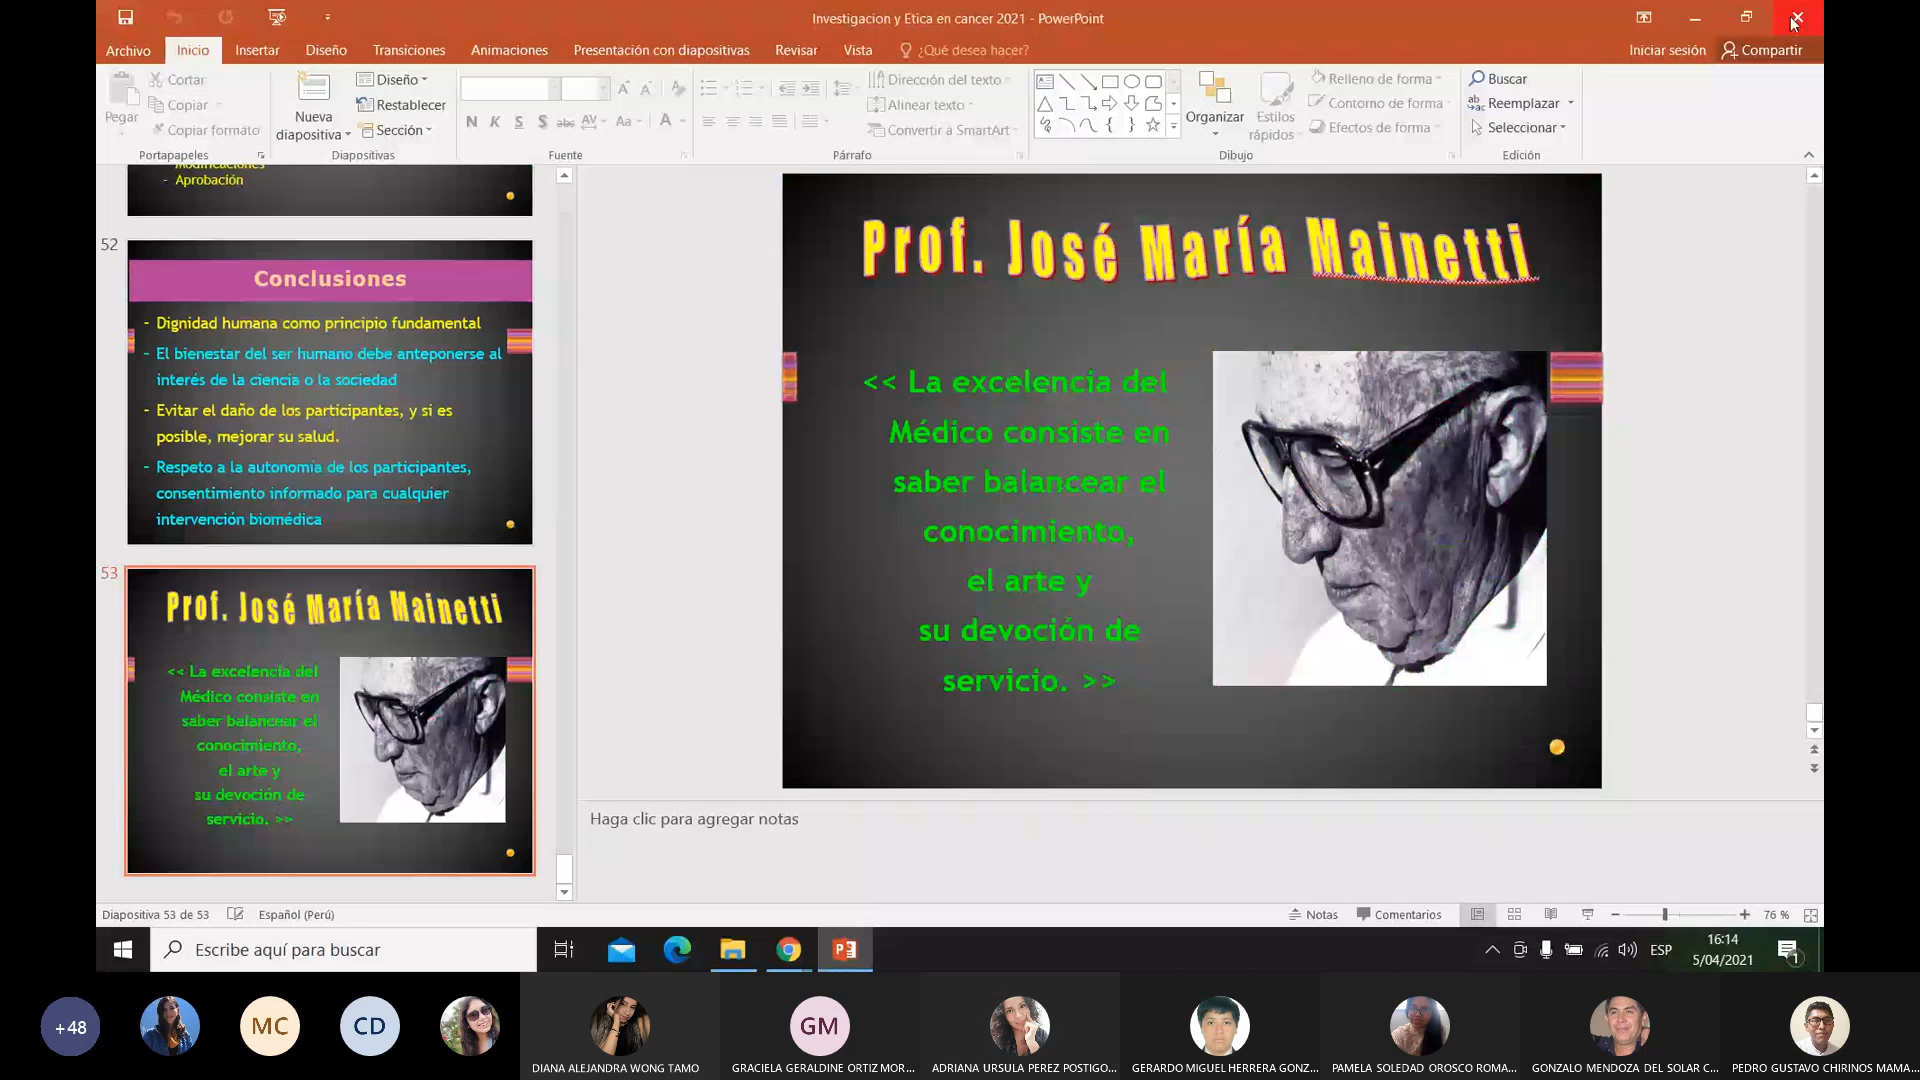 Investigacion y Etica en cancer 2021 - PowerPoint
Archivo Inicio Insertar Diseño Transiciones Animaciones Presentación con diapositivas Revisar Vista ¿Qué desea hacer? Iniciar sesión Compartir
Pegar
Cortar
Copiar
Copiar formato
Portapapeles
Nueva
diapositiva
Diseño
Restablecer
Sección
Diapositivas
N K S S abc AV Aa A
Fuente
Dirección del texto
Alinear texto
Convertir a SmartArt
Párrafo
Organizar
Estilos
rápidos
Relleno de forma
Contorno de forma
Efectos de forma
Dibujo
Buscar
Reemplazar
Seleccionar
Edición
Modificaciones
- Aprobación
52
Conclusiones
- Dignidad humana como principio fundamental
- El bienestar del ser humano debe anteponerse al
interés de la ciencia o la sociedad
- Evitar el daño de los participantes, y si es
posible, mejorar su salud.
- Respeto a la autonomía de los participantes,
consentimiento informado para cualquier
intervención biomédica
53
Prof. José María Mainetti
<< La excelencia del
Médico consiste en
saber balancear el
conocimiento,
el arte y
su devoción de
servicio. >>
Prof. José María Mainetti
<< La excelencia del
Médico consiste en
saber balancear el
conocimiento,
el arte y
su devoción de
servicio. >>
Haga clic para agregar notas
Diapositiva 53 de 53 Español (Perú) Notas Comentarios 76 %
Escribe aquí para buscar
ESP
16:14
5/04/2021
1
+48
MC
CD
GM
DIANA ALEJANDRA WONG TAMO
GRACIELA GERALDINE ORTIZ MOR...
ADRIANA URSULA PEREZ POSTIGO...
GERARDO MIGUEL HERRERA GONZ...
PAMELA SOLEDAD OROSCO ROMA...
GONZALO MENDOZA DEL SOLAR C...
PEDRO GUSTAVO CHIRINOS MAMA...